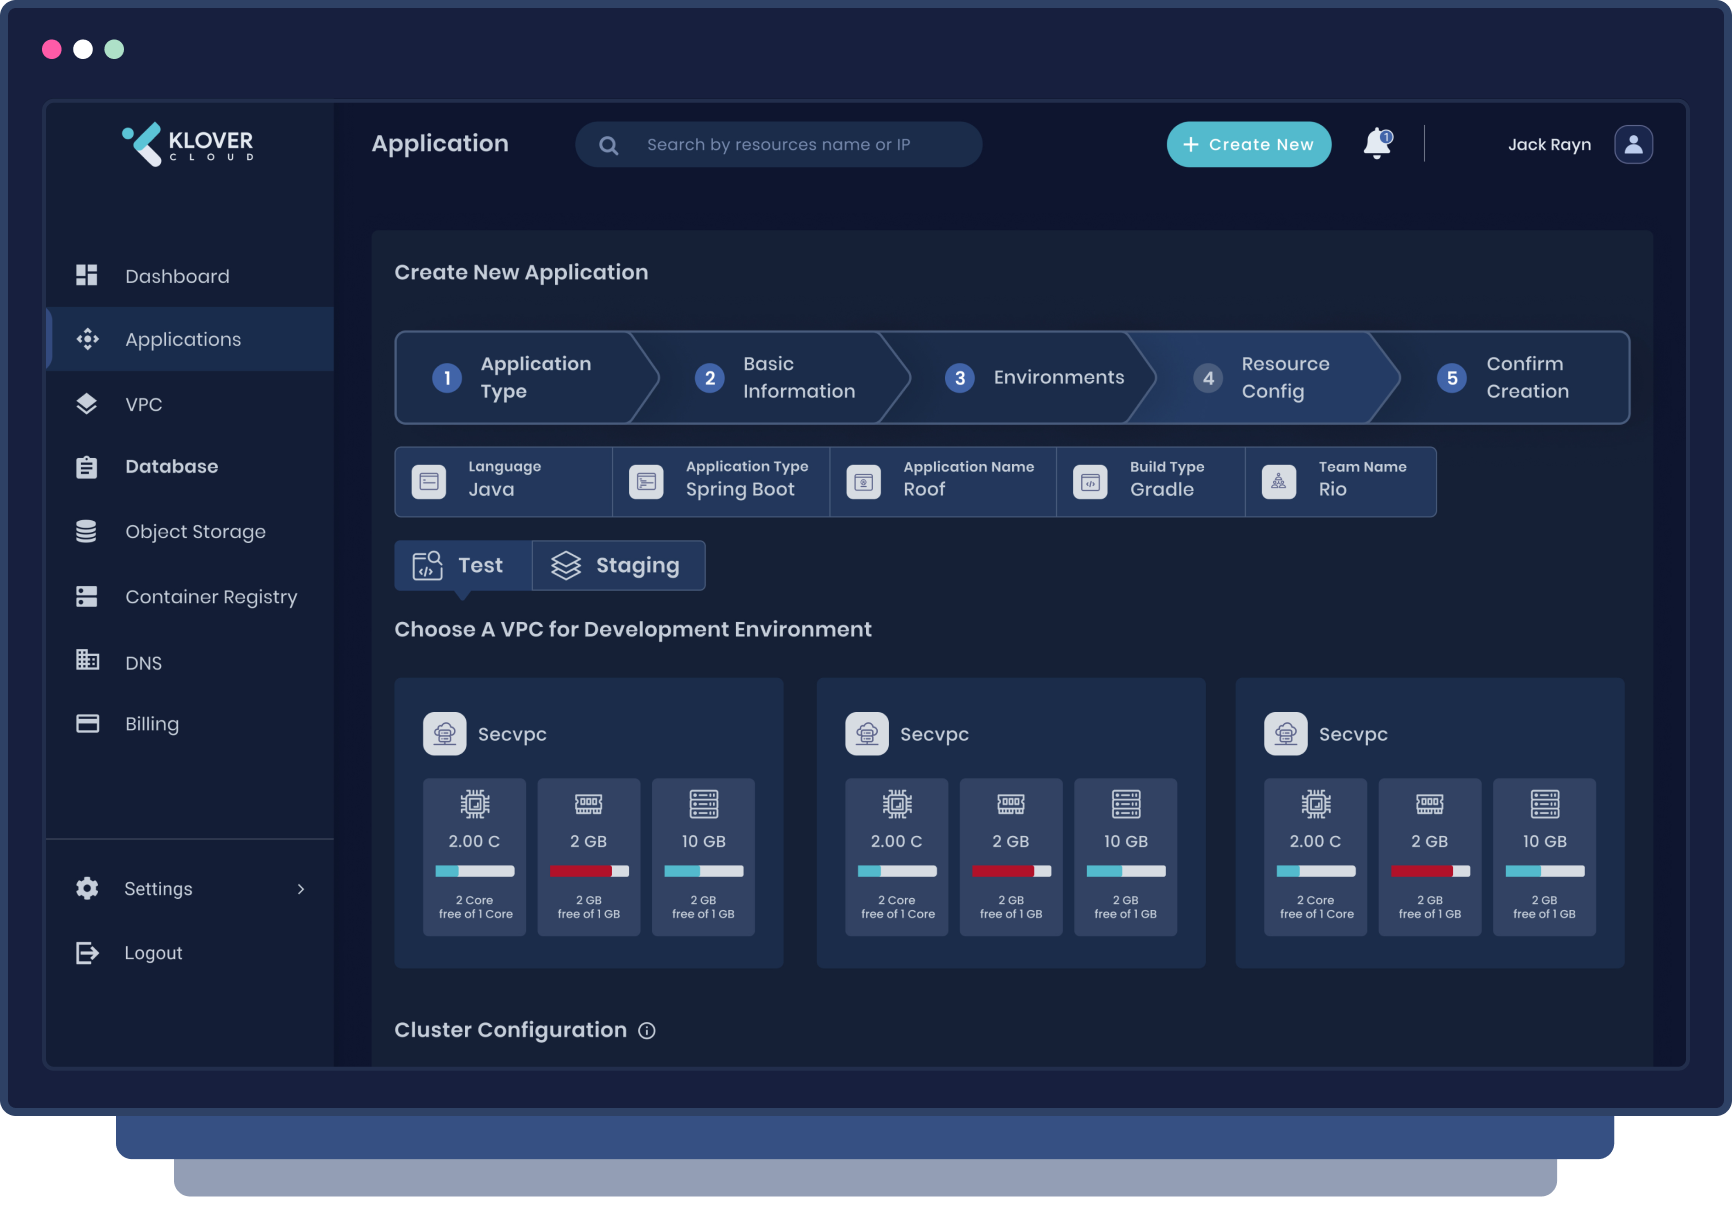 KLOVER
CLOUD
Application
Search by resources name or IP
+ Create New
1
Jack Rayn
Dashboard
Applications
VPC
Database
Object Storage
Container Registry
DNS
Billing
Settings
Logout
Create New Application
1
Application
Type
2
Basic
Information
3
Environments
4
Resource
Config
5
Confirm
Creation
Language
Java
Application Type
Spring Boot
Application Name
Roof
Build Type
Gradle
Team Name
Rio
Test
Staging
Choose A VPC for Development Environment
Secvpc
2.00 C
2 Core
free of 1 Core
2 GB
2 GB
free of 1 GB
10 GB
2 GB
free of 1 GB
Secvpc
2.00 C
2 Core
free of 1 Core
2 GB
2 GB
free of 1 GB
10 GB
2 GB
free of 1 GB
Secvpc
2.00 C
2 Core
free of 1 Core
2 GB
2 GB
free of 1 GB
10 GB
2 GB
free of 1 GB
Cluster Configuration